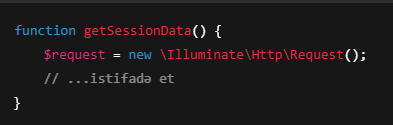 function getSessionData() {
    $request = new \Illuminate\Http\Request();
    // ...istifadə et
}